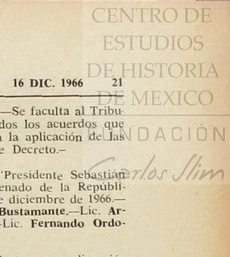 CENTRO DE
ESTUDIOS
DE HISTORIA
DE MEXICO
FUNDACIÓN
Carlos Slim
16 DIC. 1966 21
—Se faculta al Tribu-
dos los acuerdos que
a la aplicación de las
e Decreto.—
"Presidente Sebastián
enado de la Repúbli-
e diciembre de 1966.—
Bustamante.—Lic. Ar-
-Lic. Fernando Ordo-